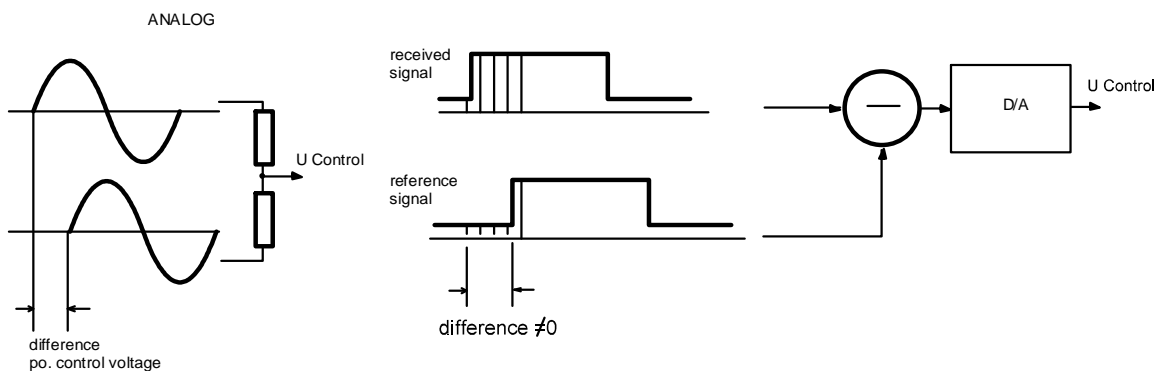 ANALOG
received
signal
U Control
D/A
U Control
reference
signal
difference ≠0
difference
po. control voltage